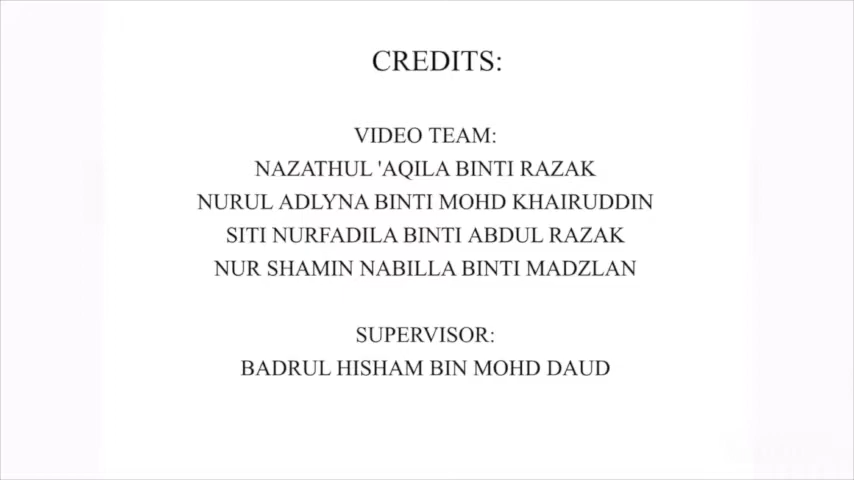 CREDITS:
VIDEO TEAM:
NAZATHUL 'AQILA BINTI RAZAK
NURUL ADLYNA BINTI MOHD KHAIRUDDIN
SITI NURFADILA BINTI ABDUL RAZAK
NUR SHAMIN NABILLA BINTI MADZLAN
SUPERVISOR:
BADRUL HISHAM BIN MOHD DAUD